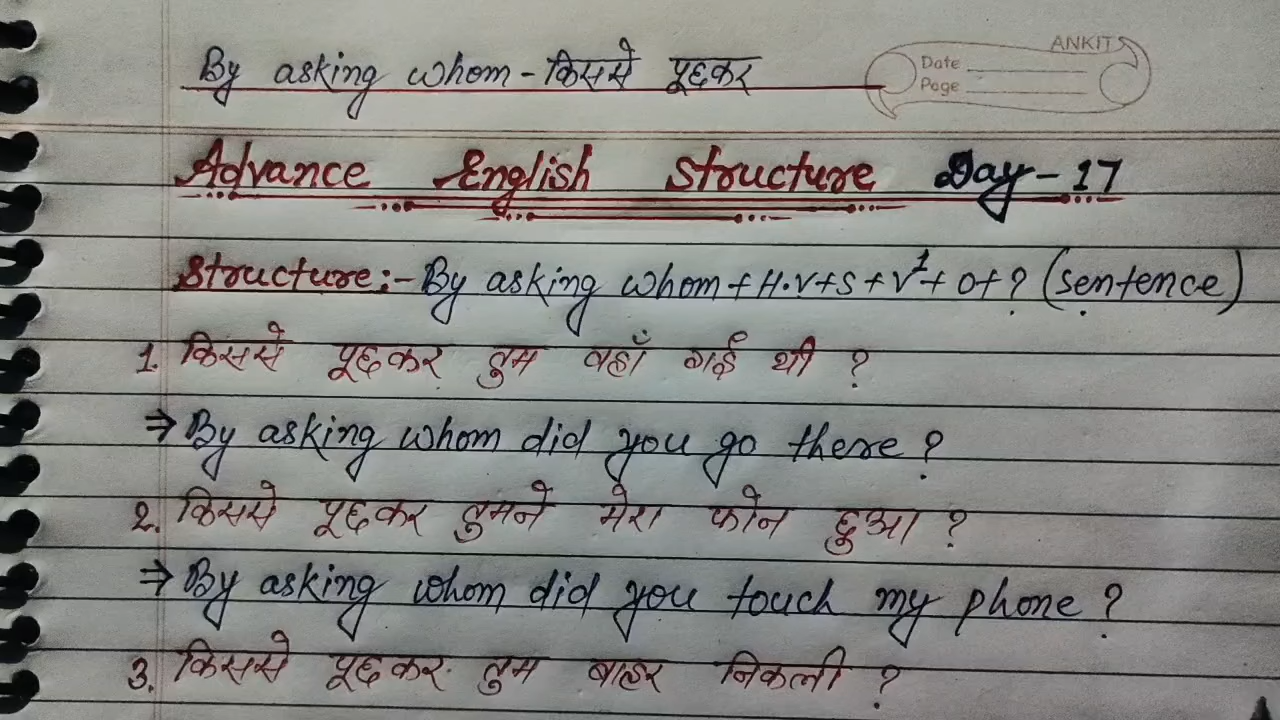 By asking whom - किससे पूछकर
ANKIT
Date
Page
Advance English Structure Day - 17
Structure:- By asking whom + H.V + S + V¹ + O + ? (sentence)
1. किससे पूछकर तुम वहाँ गई थी ?
⇒ By asking whom did you go there ?
2. किससे पूछकर तुमने मेरा फोन छुआ ?
⇒ By asking whom did you touch my phone ?
3. किससे पूछकर तुम बाहर निकली ?